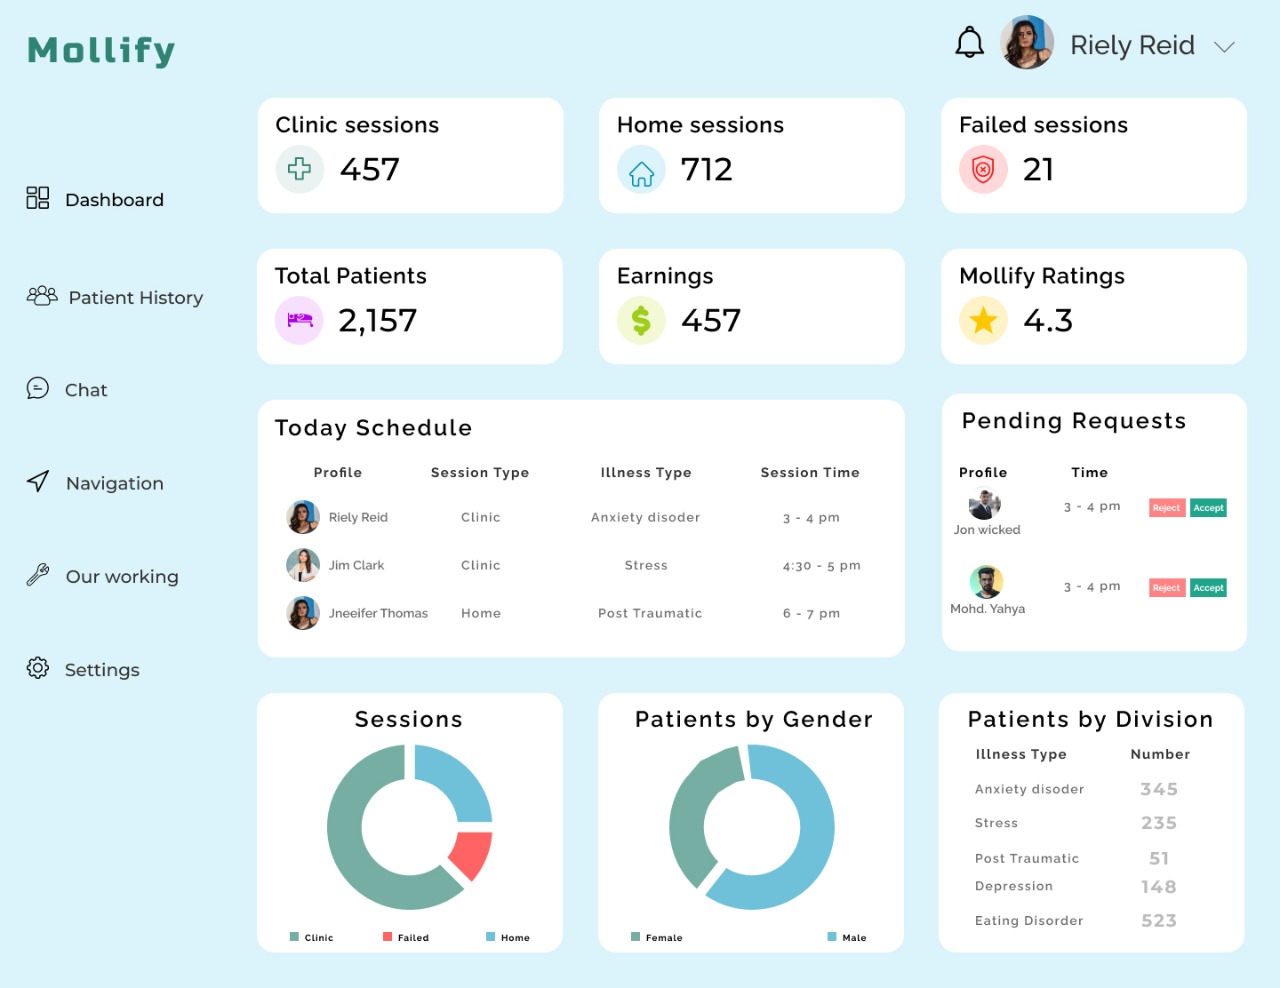 Mollify
Riely Reid
Dashboard
Patient History
Chat
Navigation
Our working
Settings
Clinic sessions
457
Home sessions
712
Failed sessions
21
Total Patients
2,157
Earnings
$
457
Mollify Ratings
4.3
Today Schedule
Profile Session Type Illness Type Session Time
Riely Reid Clinic Anxiety disoder 3 - 4 pm
Jim Clark Clinic Stress 4:30 - 5 pm
Jneeifer Thomas Home Post Traumatic 6 - 7 pm
Pending Requests
Profile Time
Jon wicked 3 - 4 pm Reject Accept
Mohd. Yahya 3 - 4 pm Reject Accept
Sessions
Clinic Failed Home
Patients by Gender
Female Male
Patients by Division
Illness Type Number
Anxiety disoder 345
Stress 235
Post Traumatic 51
Depression 148
Eating Disorder 523